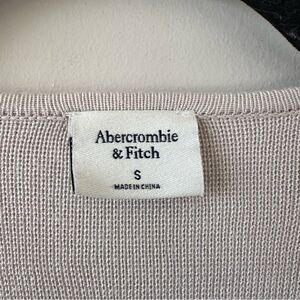 Abercrombie
& Fitch
S
MADE IN CHINA